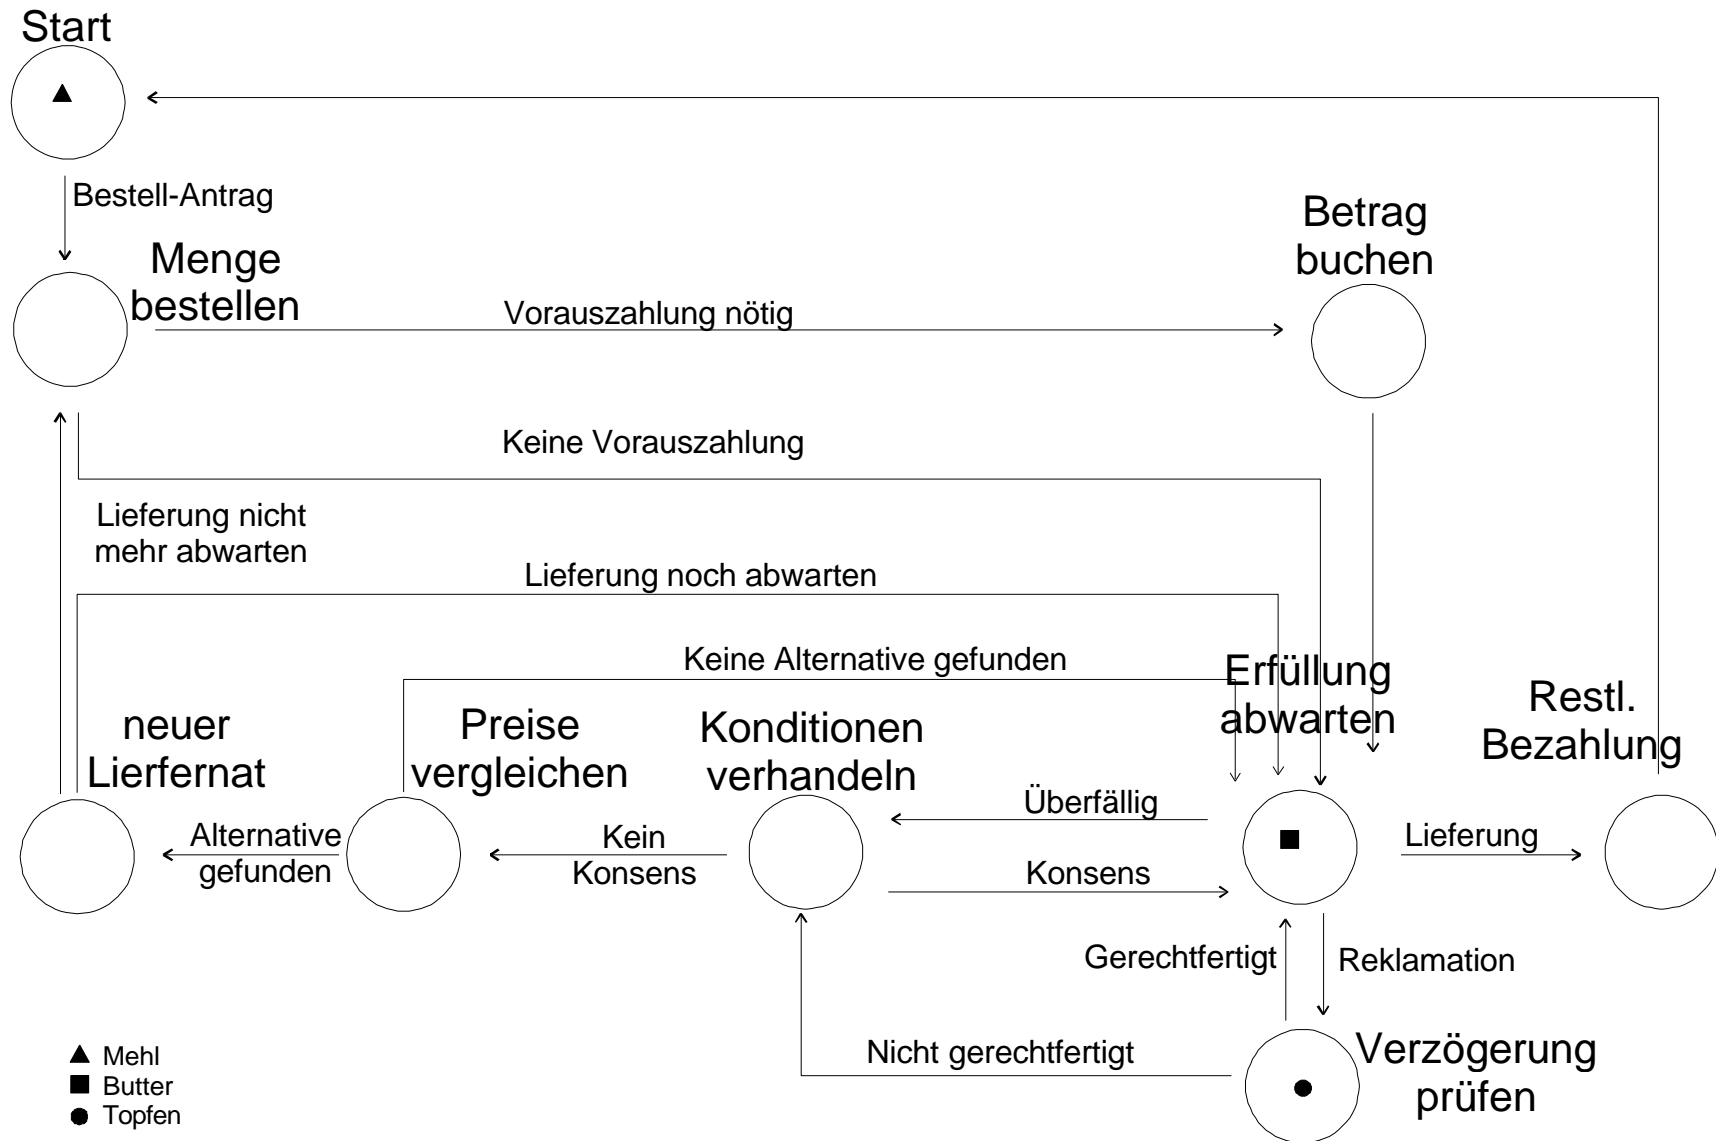 Start
Bestell-Antrag
Menge
bestellen
Vorauszahlung nötig
Betrag
buchen
Keine Vorauszahlung
Lieferung nicht
mehr abwarten
Lieferung noch abwarten
Keine Alternative gefunden
Erfüllung
abwarten
Restl.
Bezahlung
neuer
Lierfernat
Preise
vergleichen
Konditionen
verhandeln
Überfällig
Lieferung
Alternative
gefunden
Kein
Konsens
Konsens
Gerechtfertigt
Reklamation
Nicht gerechtfertigt
Verzögerung
prüfen
Mehl
Butter
Topfen